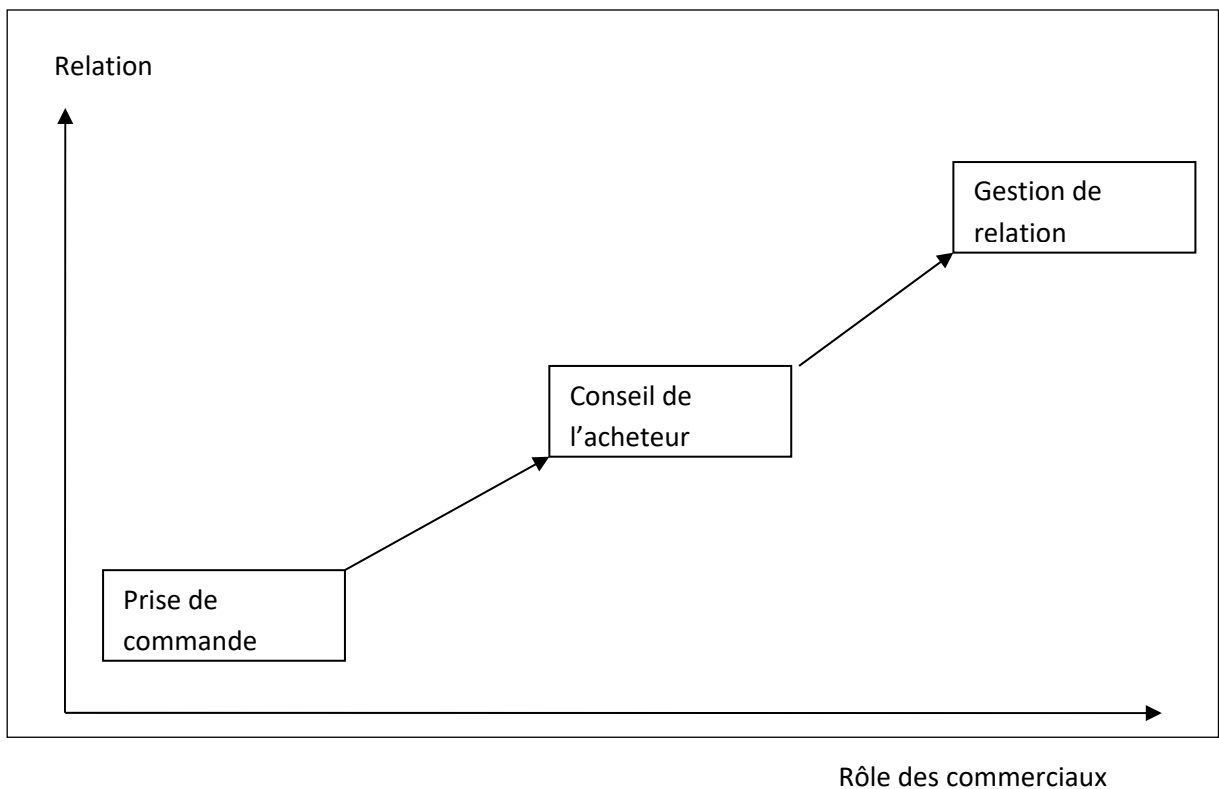 Relation
Gestion de
relation
Conseil de
l’acheteur
Prise de
commande
Rôle des commerciaux